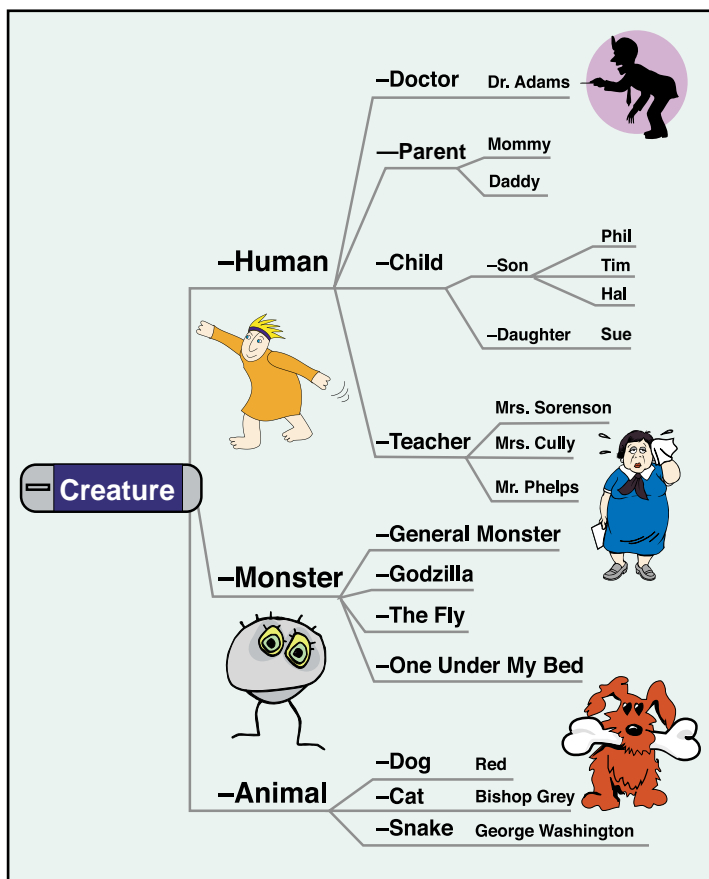 –Doctor Dr. Adams
—Parent
Mommy
Daddy
–Human
–Child
–Son
Phil
Tim
Hal
–Daughter Sue
–Teacher
Mrs. Sorenson
Mrs. Cully
Mr. Phelps
Creature
–Monster
–General Monster
–Godzilla
–The Fly
–One Under My Bed
–Animal
–Dog Red
–Cat Bishop Grey
–Snake George Washington